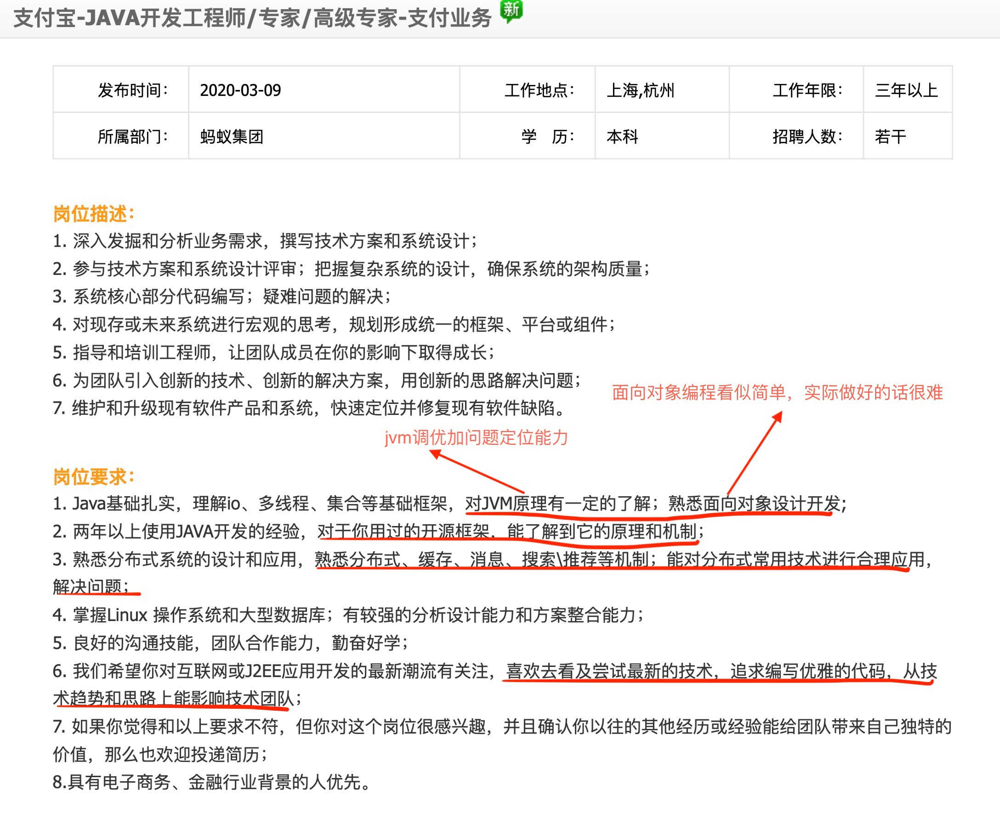 支付宝-JAVA开发工程师/专家/高级专家-支付业务 新
发布时间： 2020-03-09 工作地点： 上海,杭州 工作年限： 三年以上
所属部门： 蚂蚁集团 学 历： 本科 招聘人数： 若干
岗位描述：
1. 深入发掘和分析业务需求，撰写技术方案和系统设计；
2. 参与技术方案和系统设计评审；把握复杂系统的设计，确保系统的架构质量；
3. 系统核心部分代码编写；疑难问题的解决；
4. 对现存或未来系统进行宏观的思考，规划形成统一的框架、平台或组件；
5. 指导和培训工程师，让团队成员在你的影响下取得成长；
6. 为团队引入创新的技术、创新的解决方案，用创新的思路解决问题；
面向对象编程看似简单，实际做好的话很难
7. 维护和升级现有软件产品和系统，快速定位并修复现有软件缺陷。
jvm调优加问题定位能力
岗位要求：
1. Java基础扎实，理解io、多线程、集合等基础框架，对JVM原理有一定的了解；熟悉面向对象设计开发;
2. 两年以上使用JAVA开发的经验，对于你用过的开源框架，能了解到它的原理和机制；
3. 熟悉分布式系统的设计和应用，熟悉分布式、缓存、消息、搜索\推荐等机制；能对分布式常用技术进行合理应用，
解决问题；
4. 掌握Linux 操作系统和大型数据库；有较强的分析设计能力和方案整合能力；
5. 良好的沟通技能，团队合作能力，勤奋好学；
6. 我们希望你对互联网或J2EE应用开发的最新潮流有关注，喜欢去看及尝试最新的技术，追求编写优雅的代码，从技
术趋势和思路上能影响技术团队；
7. 如果你觉得和以上要求不符，但你对这个岗位很感兴趣，并且确认你以往的其他经历或经验能给团队带来自己独特的
价值，那么也欢迎投递简历；
8.具有电子商务、金融行业背景的人优先。